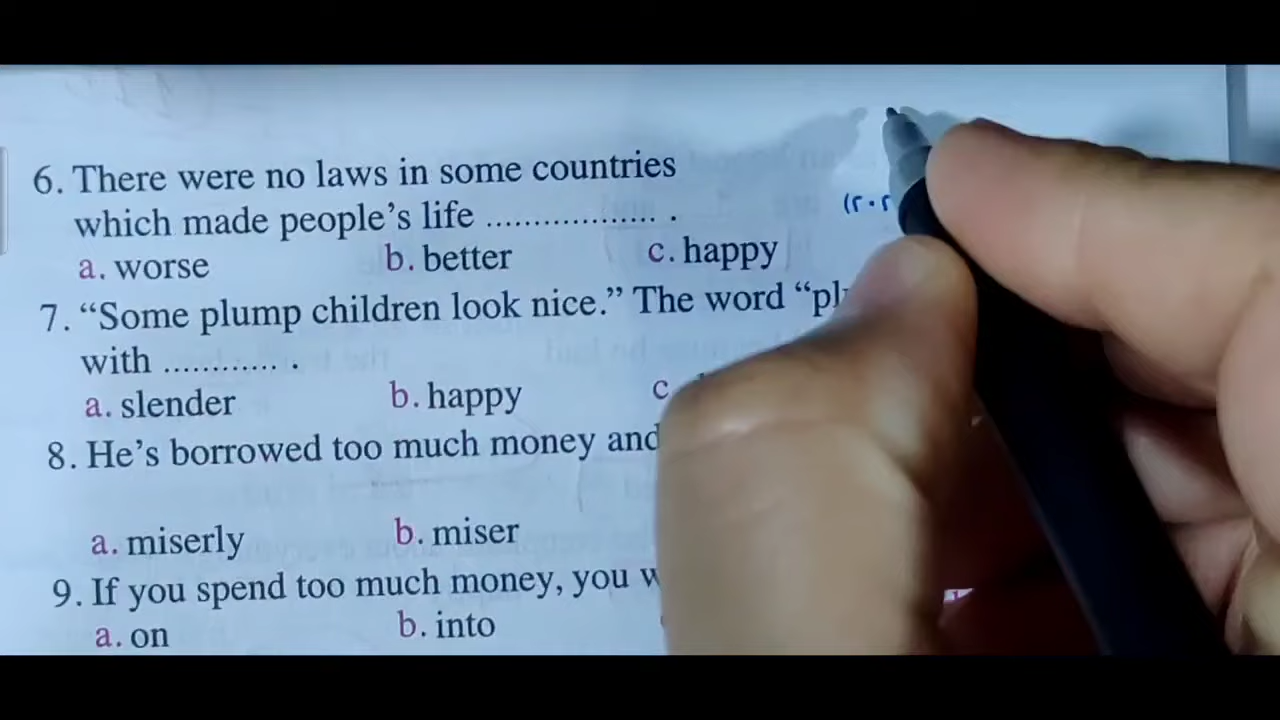 6. There were no laws in some countries
which made people's life .................. .
a. worse b. better c. happy
7. “Some plump children look nice.” The word
with ............ .
a. slender b. happy c.
8. He's borrowed too much money and
a. miserly b. miser
9. If you spend too much money, you
a. on b. into